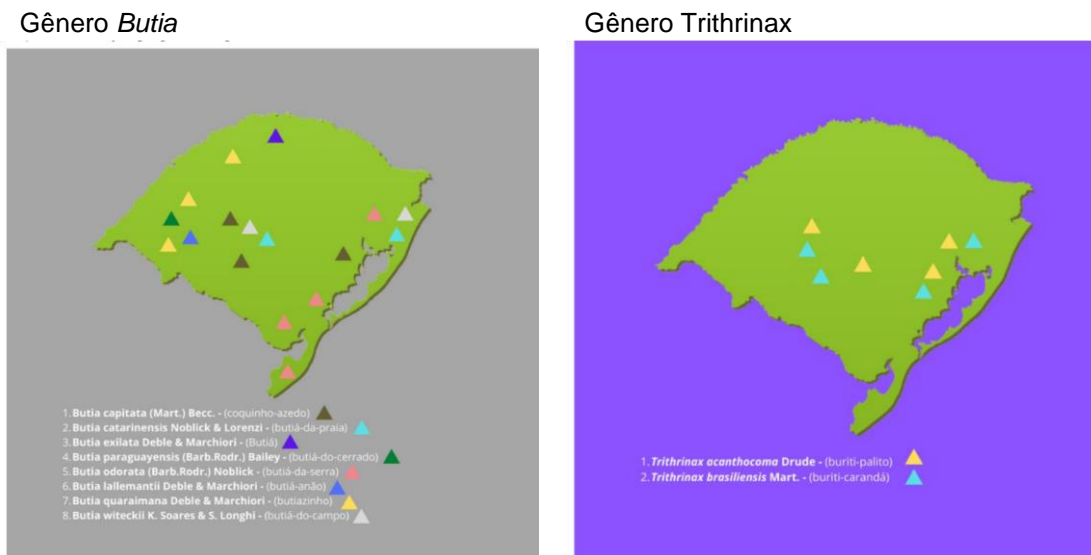 Gênero Butia
Gênero Trithrinax
1. Butia capitata (Mart.) Becc. - (coquinho-azedo)
2. Butia catarinensis Noblick & Lorenzi - (butiá-da-praia)
3. Butia exilata Deble & Marchiori - (Butiá)
4. Butia paraguayensis (Barb.Rodr.) Bailey - (butiá-do-cerrado)
5. Butia odorata (Barb.Rodr.) Noblick - (butiá-da-serra)
6. Butia lallemantii Deble & Marchiori - (butiá-anão)
7. Butia quaraimana Deble & Marchiori - (butiazinho)
8. Butia witeckii K. Soares & S. Longhi - (butiá-do-campo)
1. Trithrinax acanthocoma Drude - (buriti-palito)
2. Trithrinax brasiliensis Mart. - (buriti-carandá)